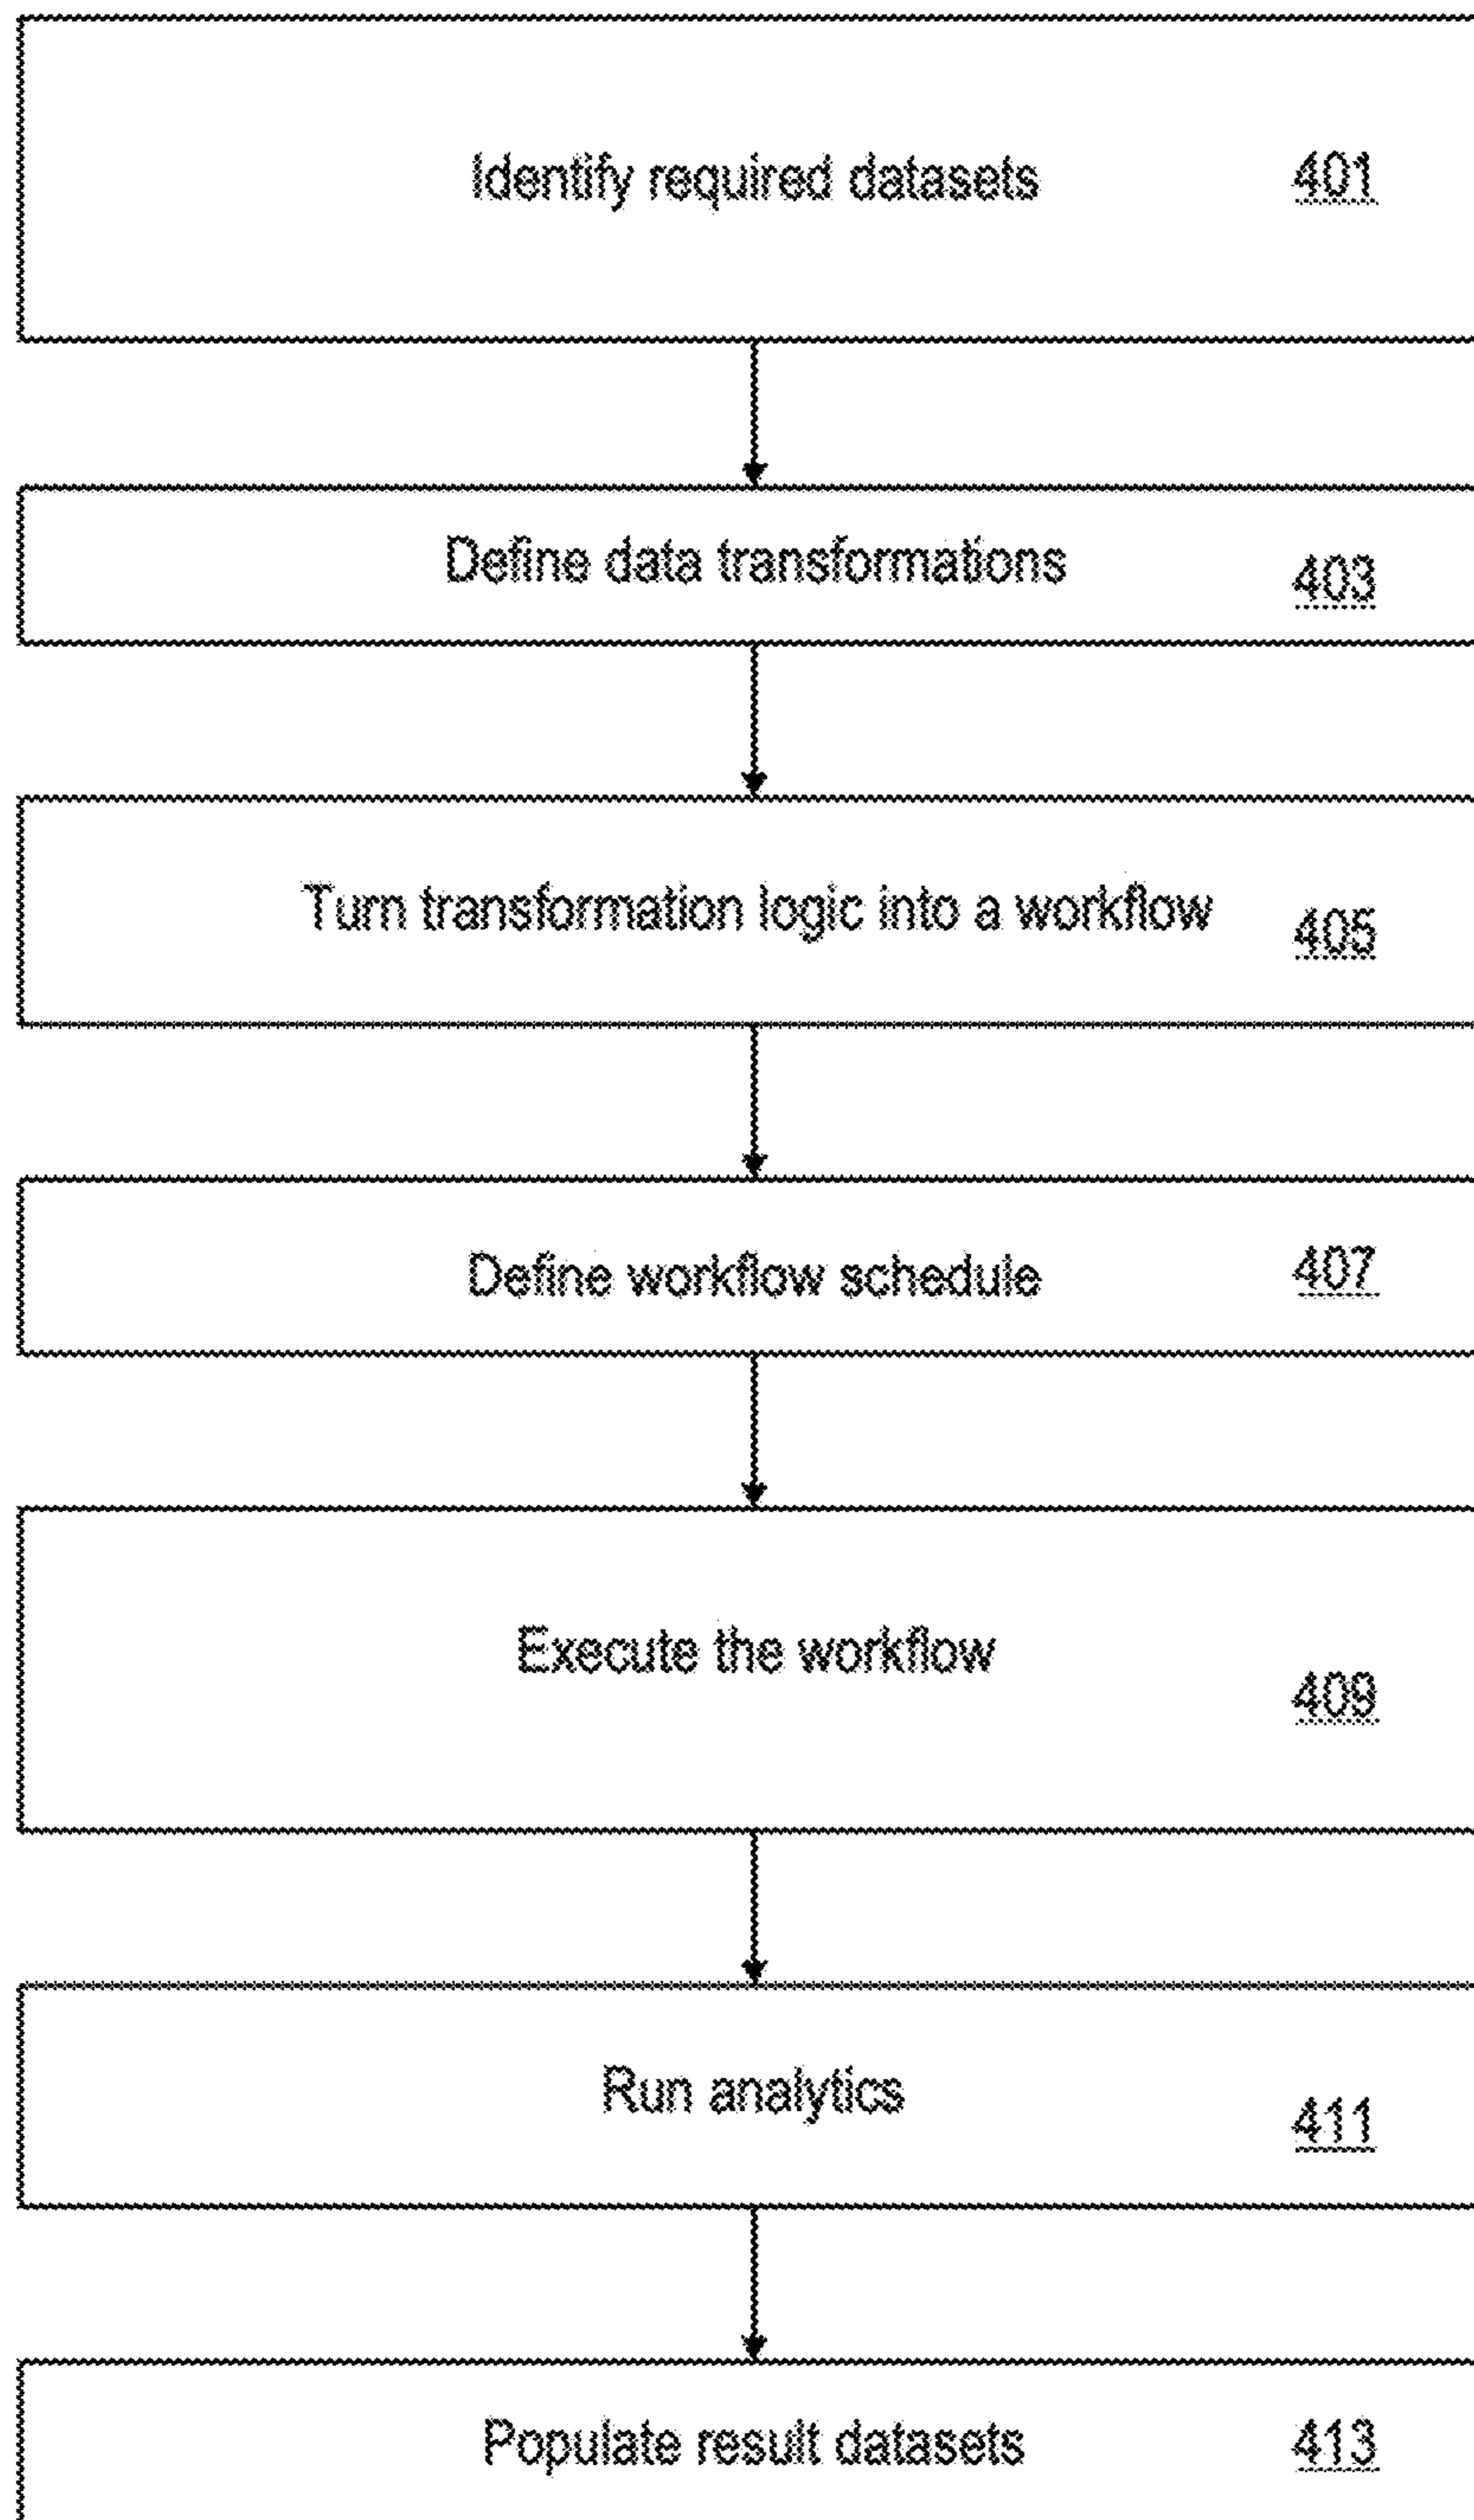 Identify required datasets 401
Define data transformations 403
Turn transformation logic into a workflow 405
Define workflow schedule 407
Execute the workflow 409
Run analytics 411
Populate result datasets 413